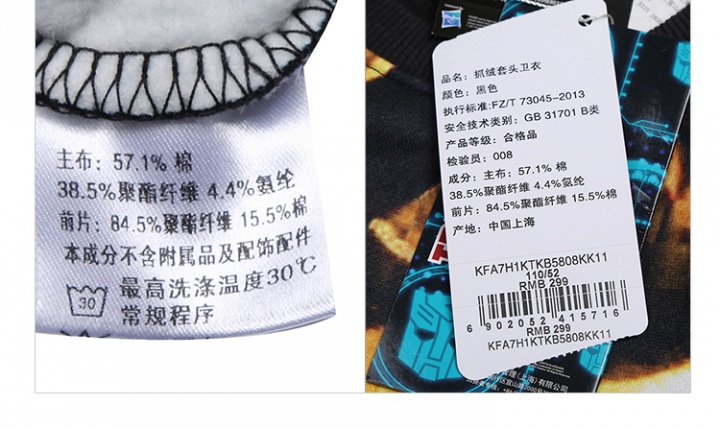 主布：57.1% 棉
38.5%聚酯纤维 4.4%氨纶
前片：84.5%聚酯纤维 15.5%棉
本成分不含附属品及配饰配件
30
最高洗涤温度30℃
常规程序
品名：抓绒套头卫衣
颜色：黑色
执行标准:FZ/T 73045-2013
安全技术类别：GB 31701 B类
产品等级：合格品
检验员：008
成分：主布：57.1%棉
38.5%聚酯纤维 4.4%氨纶
前片：84.5%聚酯纤维 15.5%棉
产地：中国上海
KFA7H1KTKB5808KK11
110/52
RMB 299
6 902052 415716
RMB 299
KFA7H1KTKB5808KK11
(上海)有限公司